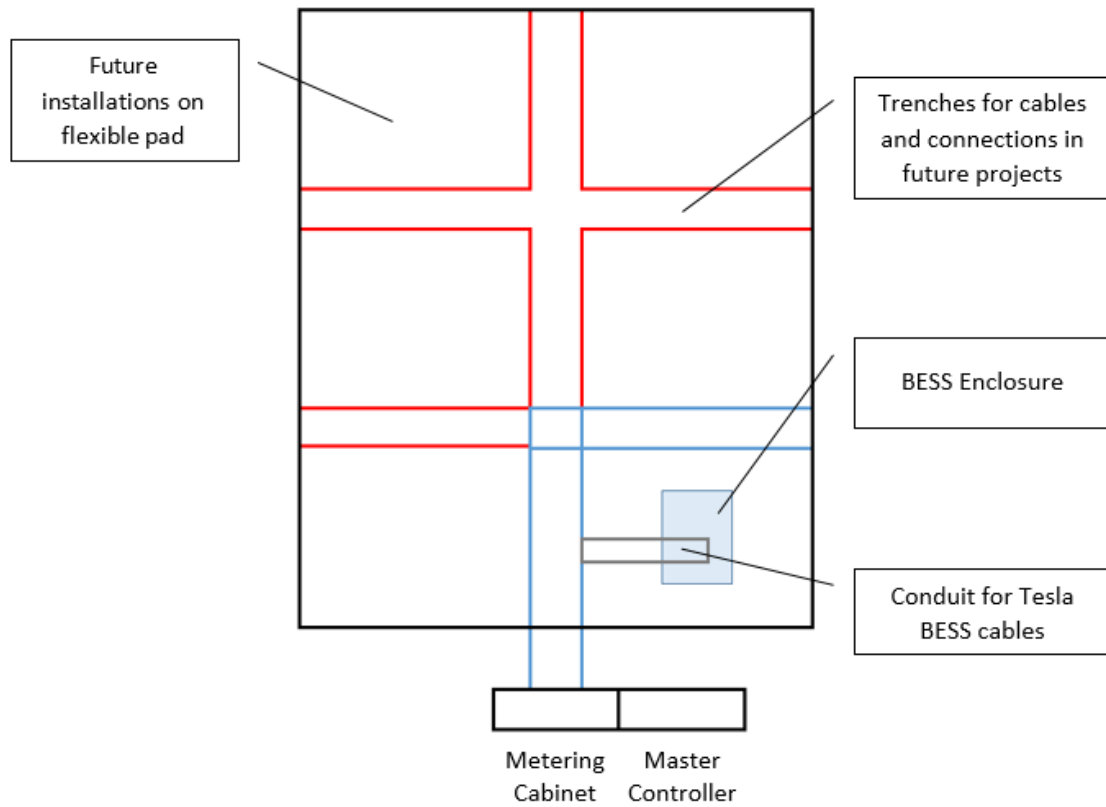 Future
installations on
flexible pad
Trenches for cables
and connections in
future projects
BESS Enclosure
Conduit for Tesla
BESS cables
Metering
Cabinet
Master
Controller